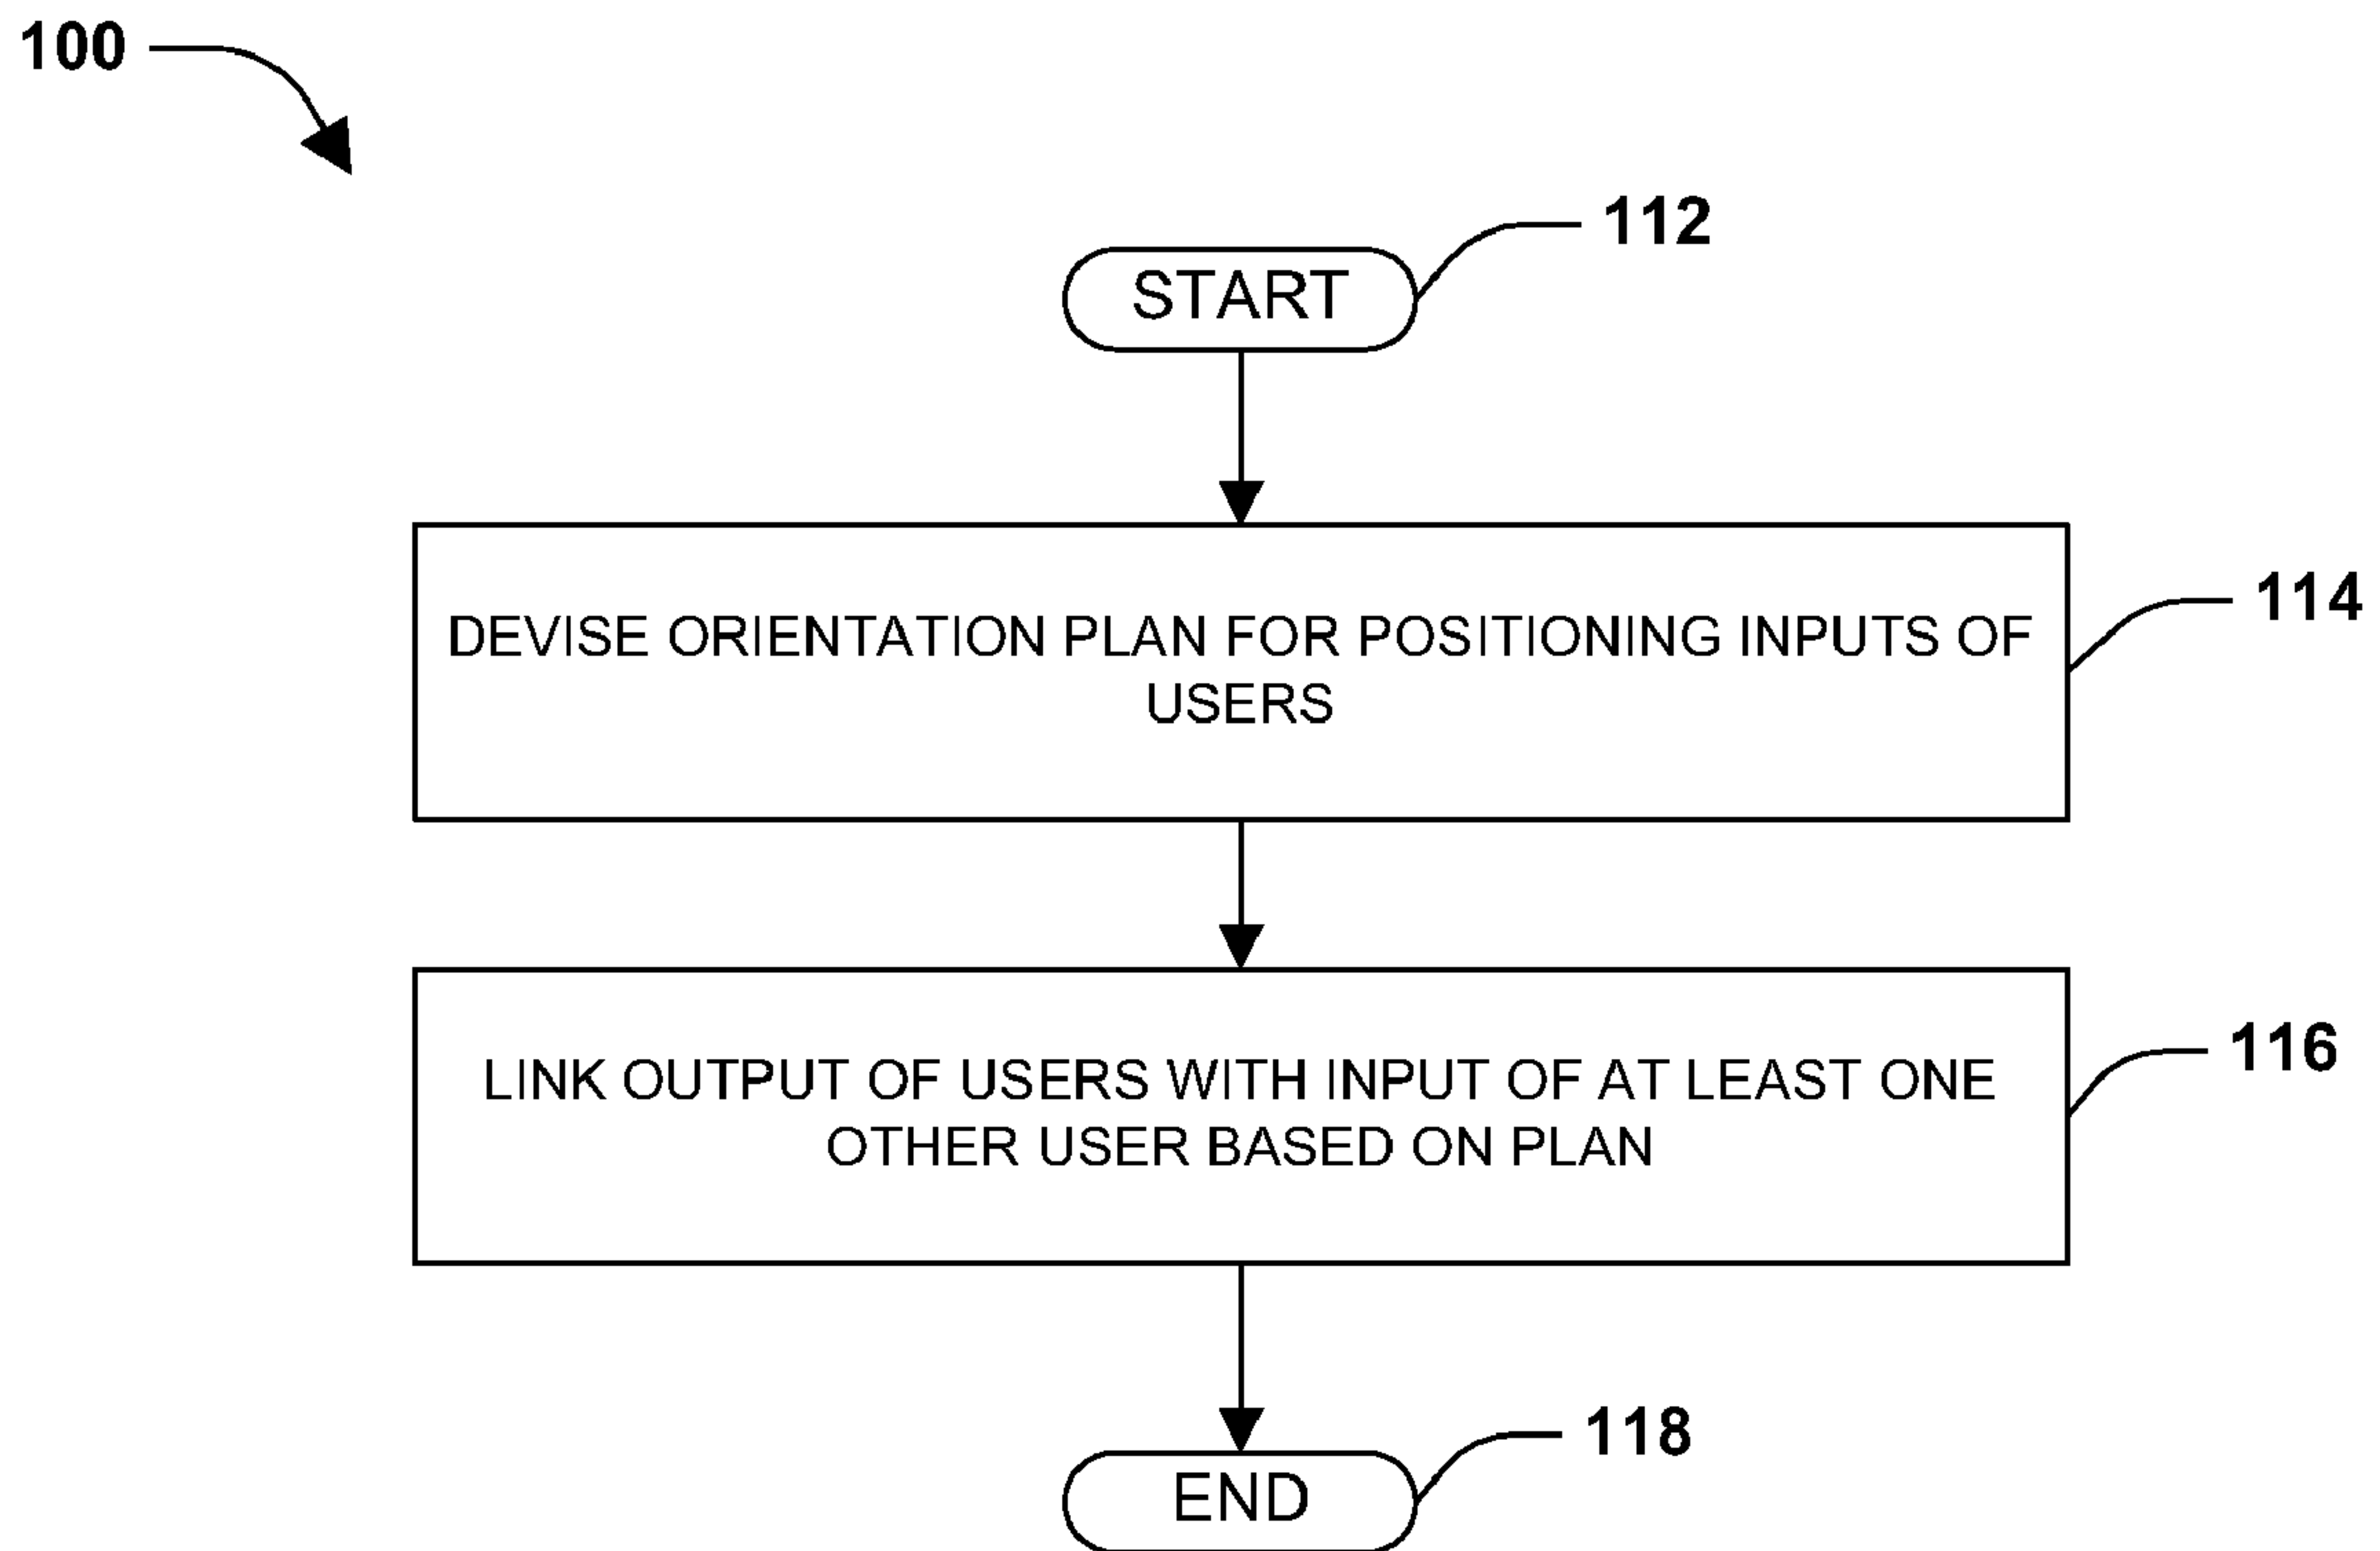 100
112
START
114
DEVISE ORIENTATION PLAN FOR POSITIONING INPUTS OF
USERS
116
LINK OUTPUT OF USERS WITH INPUT OF AT LEAST ONE
OTHER USER BASED ON PLAN
118
END